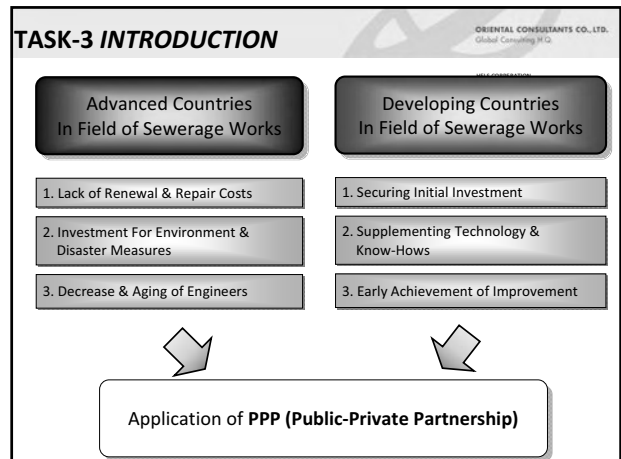 TASK-3 INTRODUCTION
ORIENTAL CONSULTANTS CO., LTD.
Global Consulting H.Q.
Advanced Countries
In Field of Sewerage Works
1. Lack of Renewal & Repair Costs
2. Investment For Environment &
Disaster Measures
3. Decrease & Aging of Engineers
Developing Countries
In Field of Sewerage Works
1. Securing Initial Investment
2. Supplementing Technology &
Know-Hows
3. Early Achievement of Improvement
Application of PPP (Public-Private Partnership)